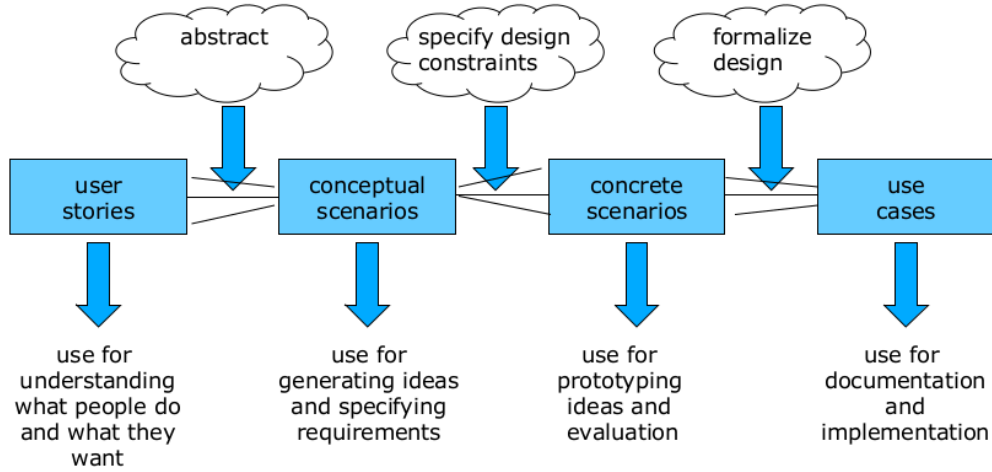 abstract
specify design
constraints
formalize
design
user
stories
conceptual
scenarios
concrete
scenarios
use
cases
use for
understanding
what people do
and what they
want
use for
generating ideas
and specifying
requirements
use for
prototyping
ideas and
evaluation
use for
documentation
and
implementation